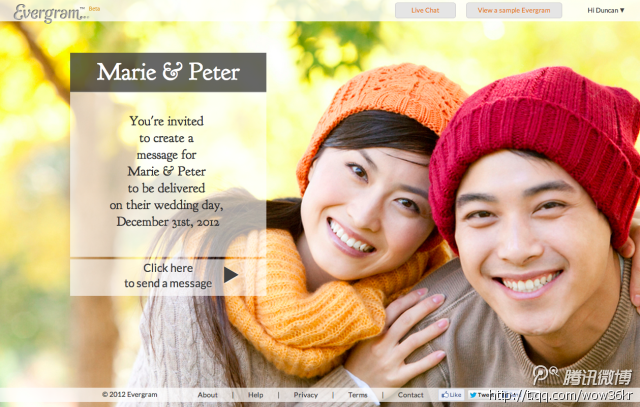 Evergram™ Beta
Live Chat
View a sample Evergram
Hi Duncan ▼
Marie & Peter
You're invited
to create a
message for
Marie & Peter
to be delivered
on their wedding day,
December 31st, 2012
Click here
to send a message
© 2012 Evergram
About | Help | Privacy | Terms | Contact
Like
腾讯微博
http://t.qq.com/wow36kr